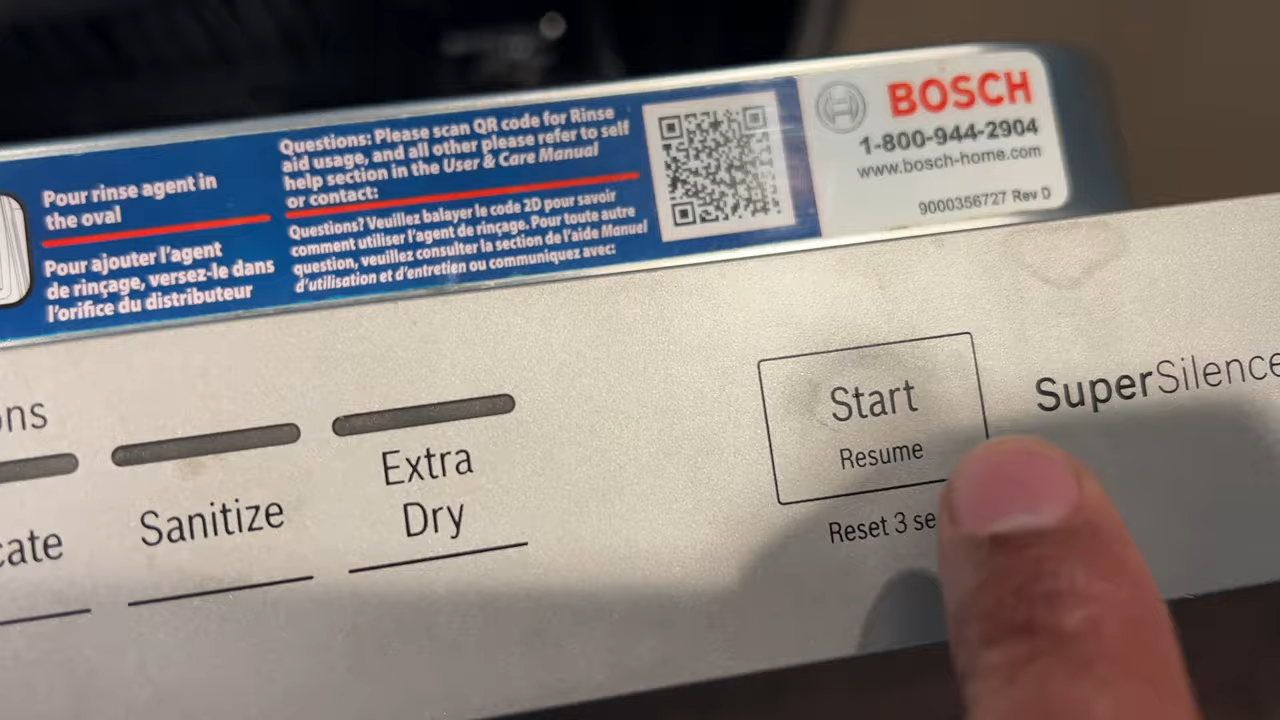 Pour rinse agent in
the oval
Pour ajouter l'agent
de rinçage, versez-le dans
l'orifice du distributeur
Questions: Please scan QR code for Rinse
aid usage, and all other please refer to self
help section in the User & Care Manual
or contact:
Questions? Veuillez balayer le code 2D pour savoir
comment utiliser l'agent de rinçage. Pour toute autre
question, veuillez consulter la section de l'aide Manuel
d'utilisation et d'entretien ou communiquez avec:
BOSCH
1-800-944-2904
www.bosch-home.com
9000356727 Rev D
ons
cate
Sanitize
Extra
Dry
Start
Resume
Reset 3 se
SuperSilence